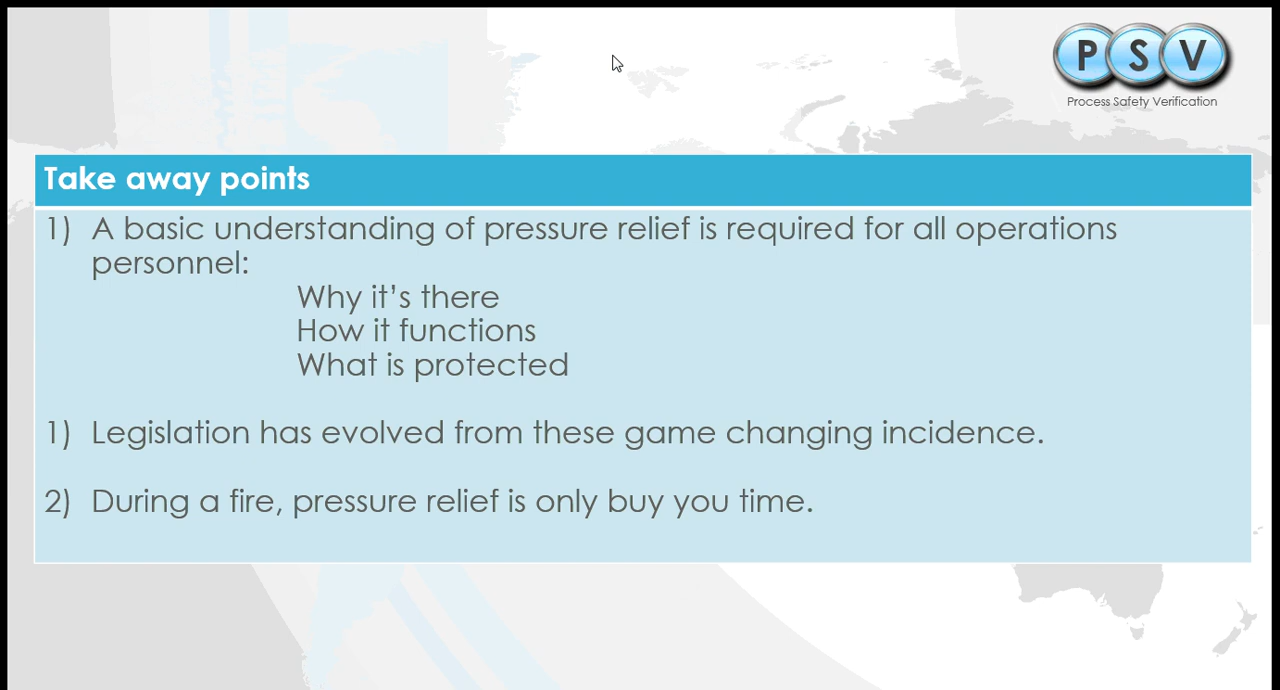 P S V
Process Safety Verification
Take away points
1) A basic understanding of pressure relief is required for all operations
personnel:
Why it’s there
How it functions
What is protected
1) Legislation has evolved from these game changing incidence.
2) During a fire, pressure relief is only buy you time.